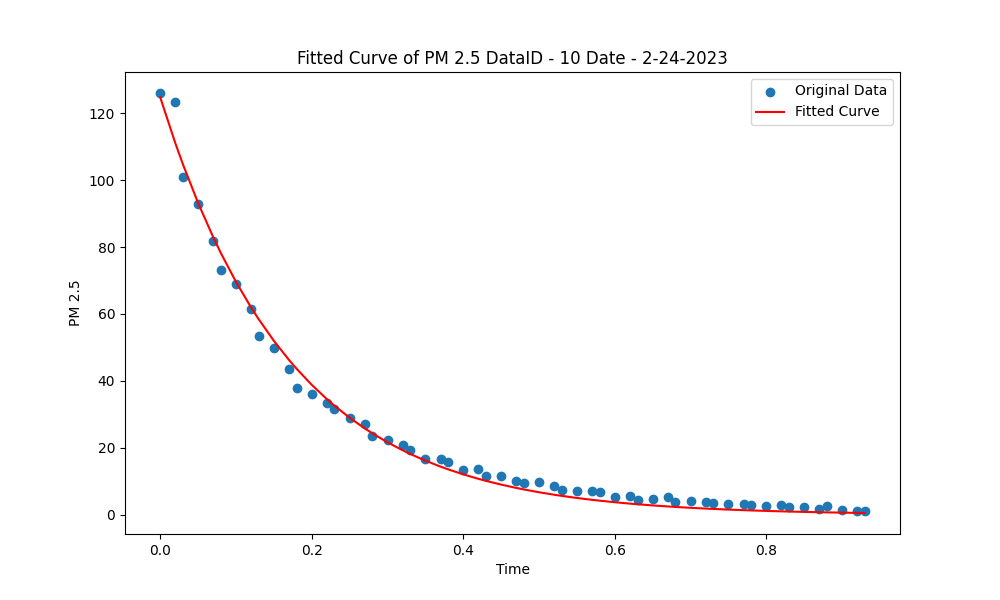 Fitted Curve of PM 2.5 DataID - 10 Date - 2-24-2023
Original Data
Fitted Curve
120
100
80
60
40
20
0
PM 2.5
0.0 0.2 0.4 0.6 0.8
Time